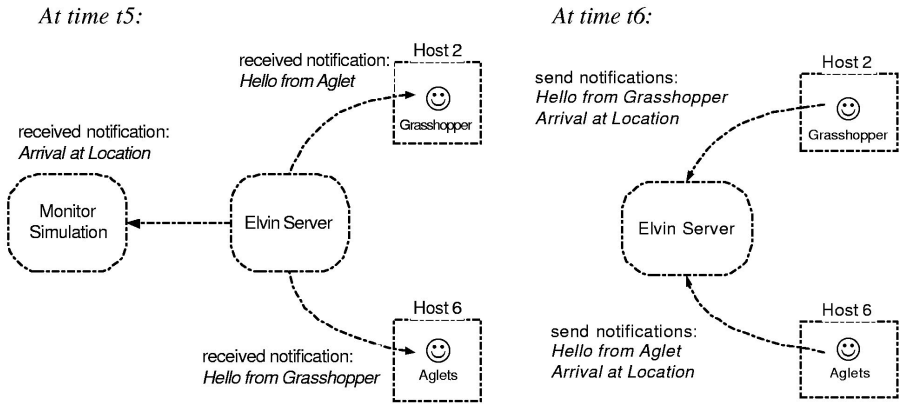 At time t5:
received notification:
Hello from Aglet
Host 2
Grasshopper
received notification:
Arrival at Location
Monitor
Simulation
Elvin Server
Host 6
Aglets
received notification:
Hello from Grasshopper
At time t6:
send notifications:
Hello from Grasshopper
Arrival at Location
Host 2
Grasshopper
Elvin Server
Host 6
Aglets
send notifications:
Hello from Aglet
Arrival at Location